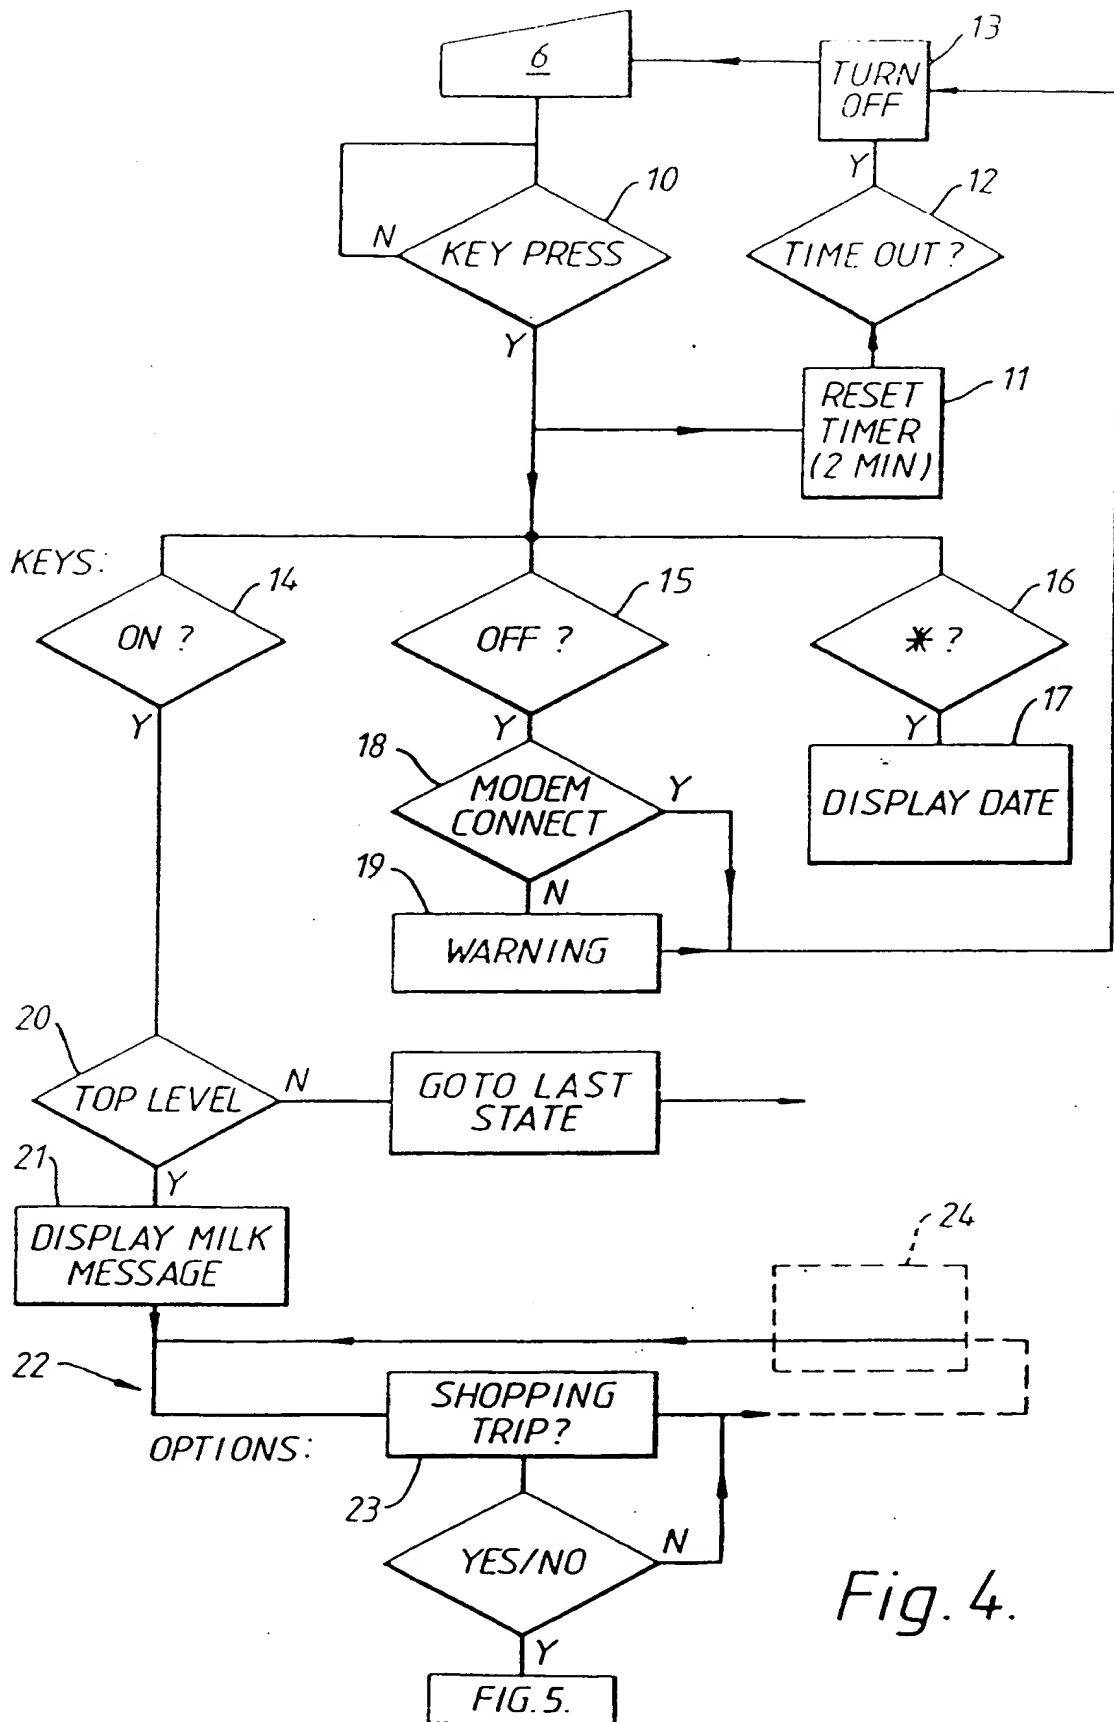 6
13
TURN
OFF
Y
10
N
KEY PRESS
12
TIME OUT?
Y
11
RESET
TIMER
(2 MIN)
KEYS:
14
ON ?
Y
15
OFF ?
Y
16
* ?
Y
17
DISPLAY DATE
18
MODEM
CONNECT
Y
N
19
WARNING
20
TOP LEVEL
N
GOTO LAST
STATE
Y
21
DISPLAY MILK
MESSAGE
24
22
OPTIONS:
SHOPPING
TRIP?
23
YES/NO
N
Y
FIG. 5.
Fig. 4.